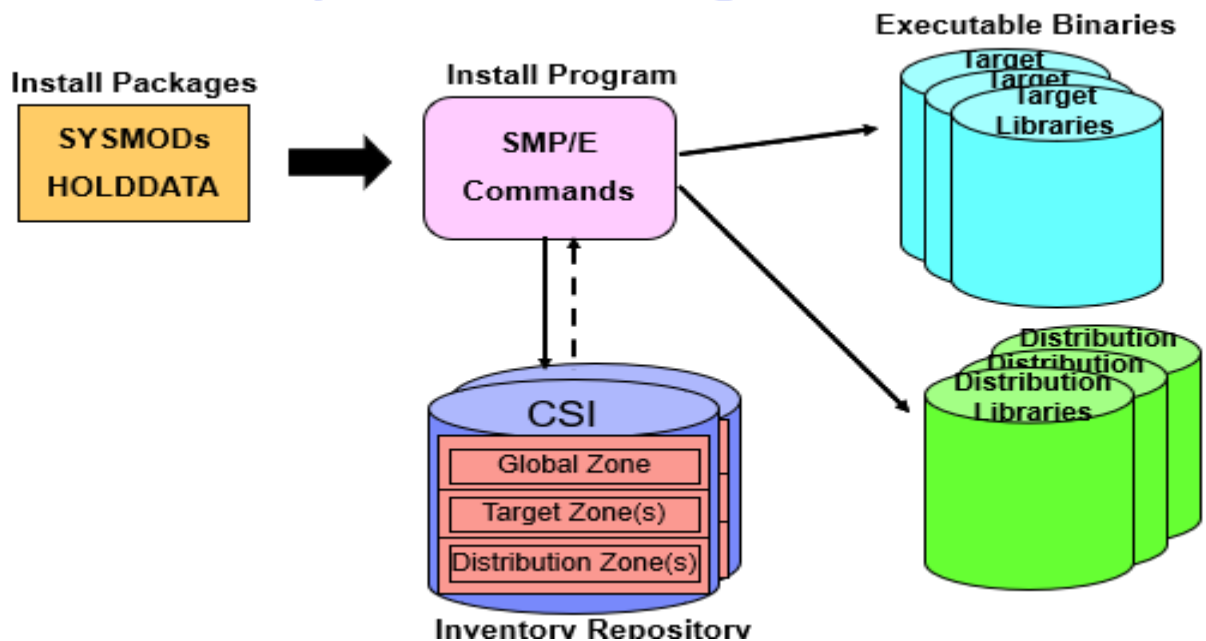 Executable Binaries
Install Packages
Install Program
SYSMODs
HOLDDATA
SMP/E
Commands
Target
Target
Target
Libraries
Distribution
Distribution
Distribution
Libraries
CSI
Global Zone
Target Zone(s)
Distribution Zone(s)
Inventory Repository